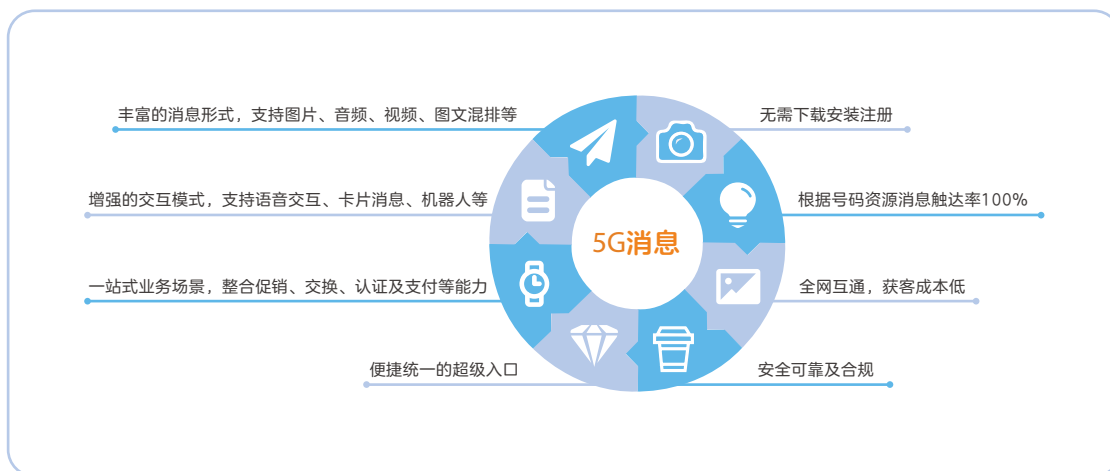 丰富的消息形式，支持图片、音频、视频、图文混排等
无需下载安装注册
增强的交互模式，支持语音交互、卡片消息、机器人等
根据号码资源消息触达率100%
5G消息
一站式业务场景，整合促销、交换、认证及支付等能力
全网互通，获客成本低
便捷统一的超级入口
安全可靠及合规